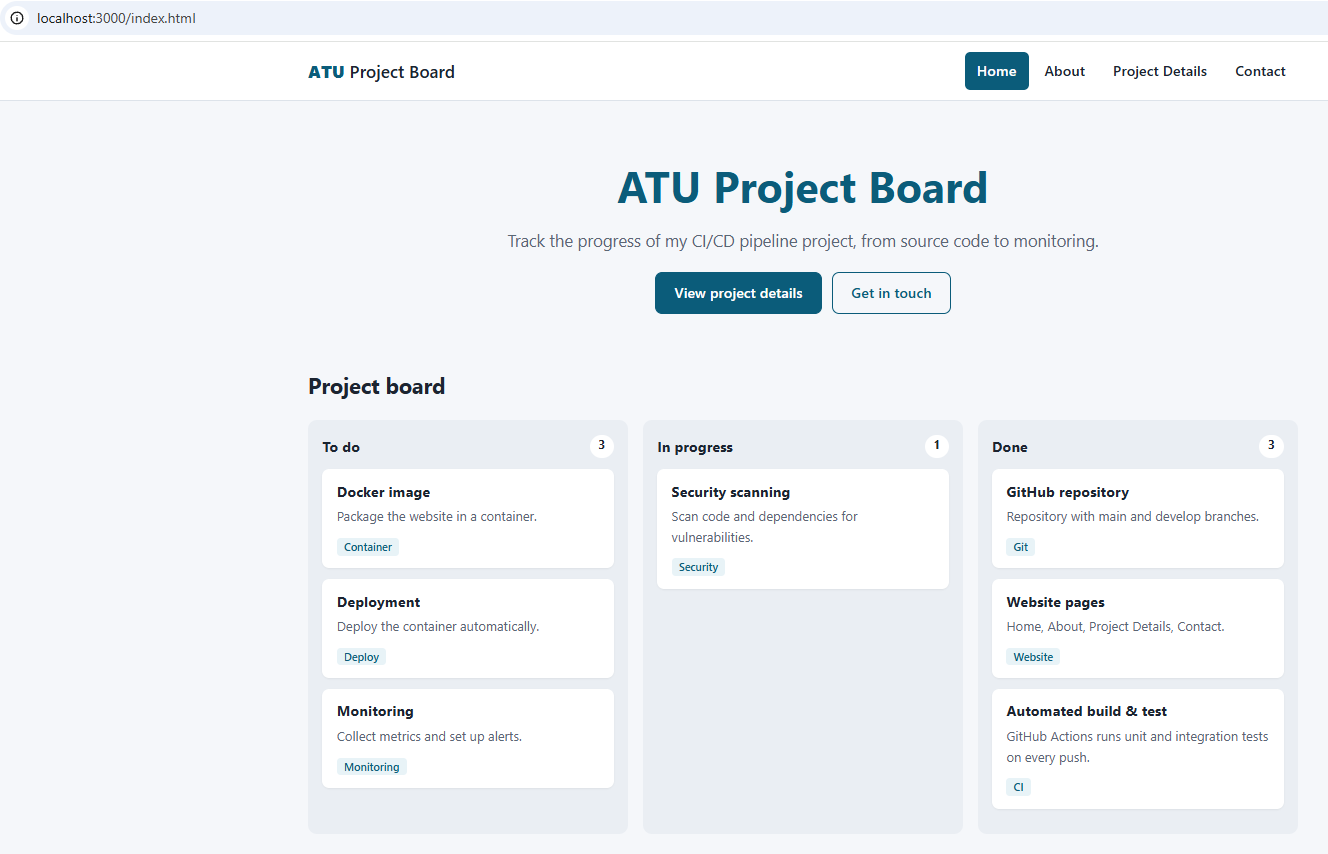 localhost:3000/index.html
ATU Project Board
Home
About
Project Details
Contact
ATU Project Board
Track the progress of my CI/CD pipeline project, from source code to monitoring.
View project details
Get in touch
Project board
To do
3
Docker image
Package the website in a container.
Container
Deployment
Deploy the container automatically.
Deploy
Monitoring
Collect metrics and set up alerts.
Monitoring
In progress
1
Security scanning
Scan code and dependencies for
vulnerabilities.
Security
Done
3
GitHub repository
Repository with main and develop branches.
Git
Website pages
Home, About, Project Details, Contact.
Website
Automated build & test
GitHub Actions runs unit and integration tests
on every push.
CI